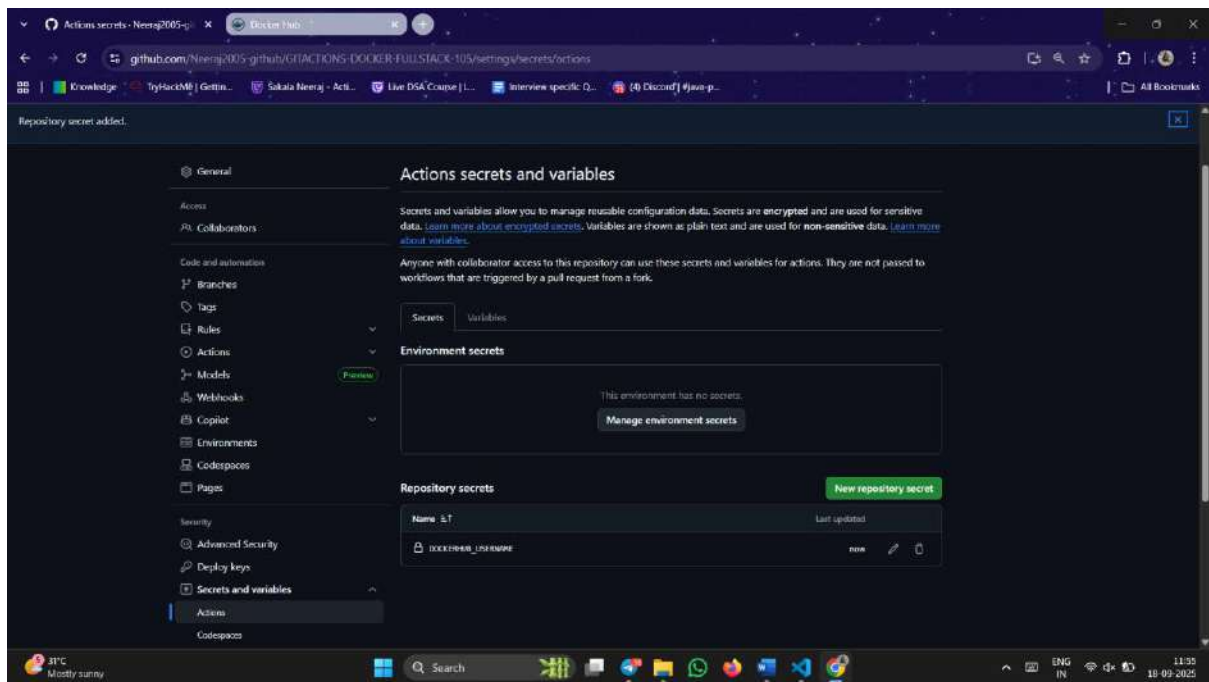 Actions secrets - Neeraj2005-gi
Docker Hub
github.com/Neeraj2005-github/GITACTIONS-DOCKER-FULLSTACK-105/settings/secrets/actions
Knowledge
TryHackMe | Gettin...
Sakala Neeraj - Acti...
Live DSA Course | L...
Interview specific Q...
(4) Discord | #java-p...
All Bookmarks
Repository secret added.
General
Access
Collaborators
Code and automation
Branches
Tags
Rules
Actions
Models Preview
Webhooks
Copilot
Environments
Codespaces
Pages
Security
Advanced Security
Deploy keys
Secrets and variables
Actions
Codespaces
Actions secrets and variables
Secrets and variables allow you to manage reusable configuration data. Secrets are encrypted and are used for sensitive
data. Learn more about encrypted secrets. Variables are shown as plain text and are used for non-sensitive data. Learn more
about variables.
Anyone with collaborator access to this repository can use these secrets and variables for actions. They are not passed to
workflows that are triggered by a pull request from a fork.
Secrets Variables
Environment secrets
This environment has no secrets.
Manage environment secrets
Repository secrets New repository secret
Name Last updated
DOCKERHUB_USERNAME now
31°C
Mostly sunny
Search
ENG
IN
11:55
18-09-2025